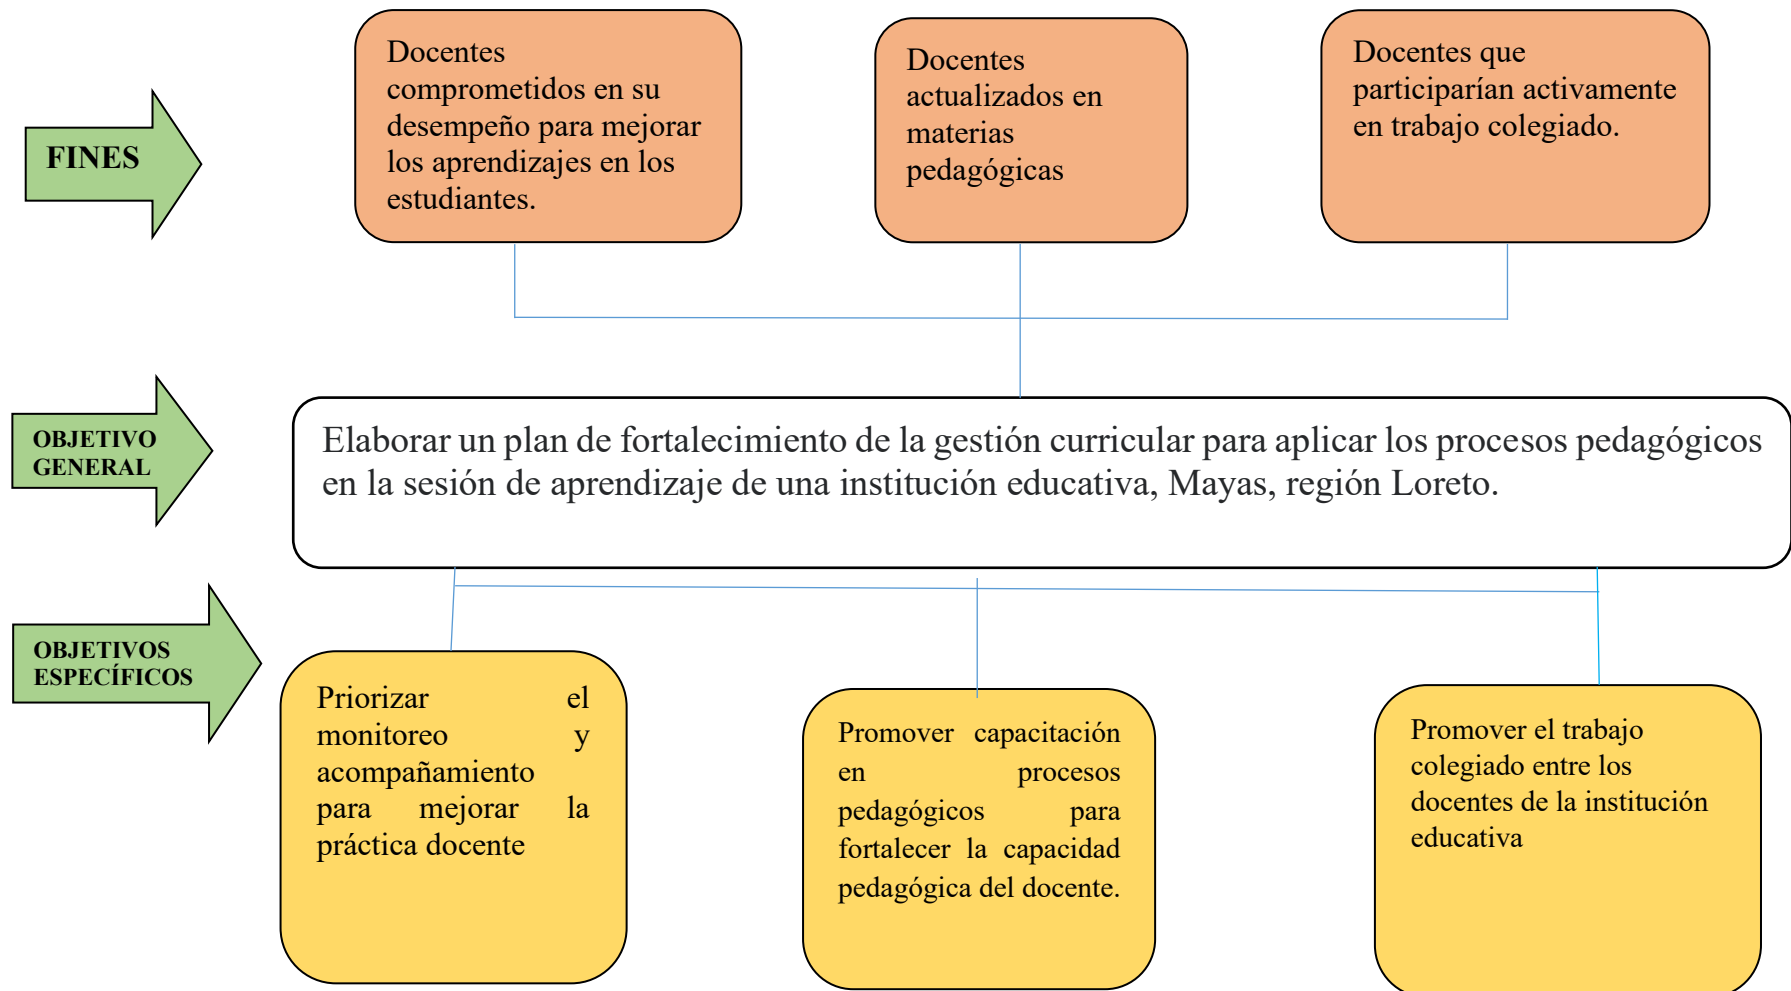 FINES
Docentes
comprometidos en su
desempeño para mejorar
los aprendizajes en los
estudiantes.
Docentes
actualizados en
materias
pedagógicas
Docentes que
participarían activamente
en trabajo colegiado.
OBJETIVO
GENERAL
Elaborar un plan de fortalecimiento de la gestión curricular para aplicar los procesos pedagógicos
en la sesión de aprendizaje de una institución educativa, Mayas, región Loreto.
OBJETIVOS
ESPECÍFICOS
Priorizar el
monitoreo y
acompañamiento
para mejorar la
práctica docente
Promover capacitación
en procesos
pedagógicos para
fortalecer la capacidad
pedagógica del docente.
Promover el trabajo
colegiado entre los
docentes de la institución
educativa